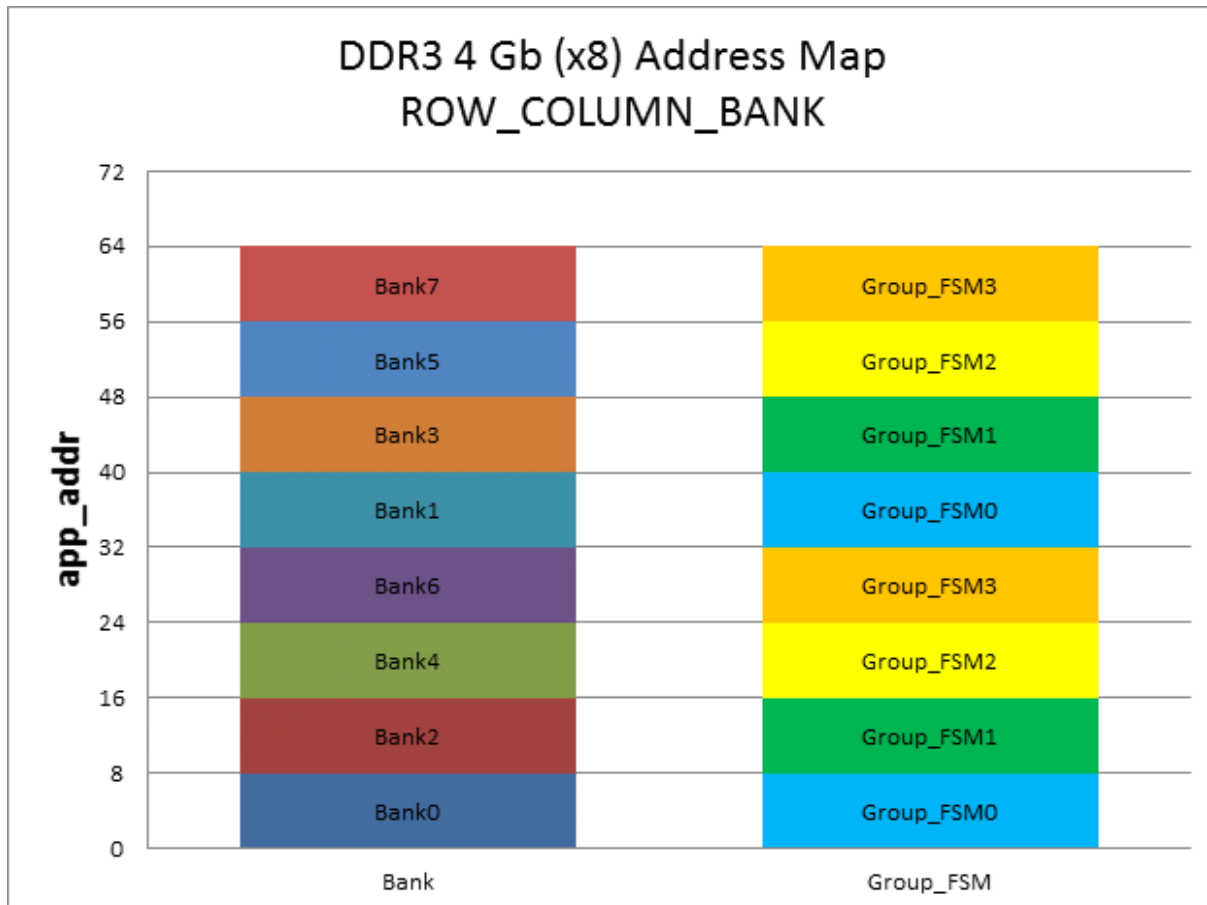 DDR3 4 Gb (x8) Address Map
ROW_COLUMN_BANK
app_addr
72
64
56
48
40
32
24
16
8
0
Bank7
Group_FSM3
Bank5
Group_FSM2
Bank3
Group_FSM1
Bank1
Group_FSM0
Bank6
Group_FSM3
Bank4
Group_FSM2
Bank2
Group_FSM1
Bank0
Group_FSM0
Bank
Group_FSM